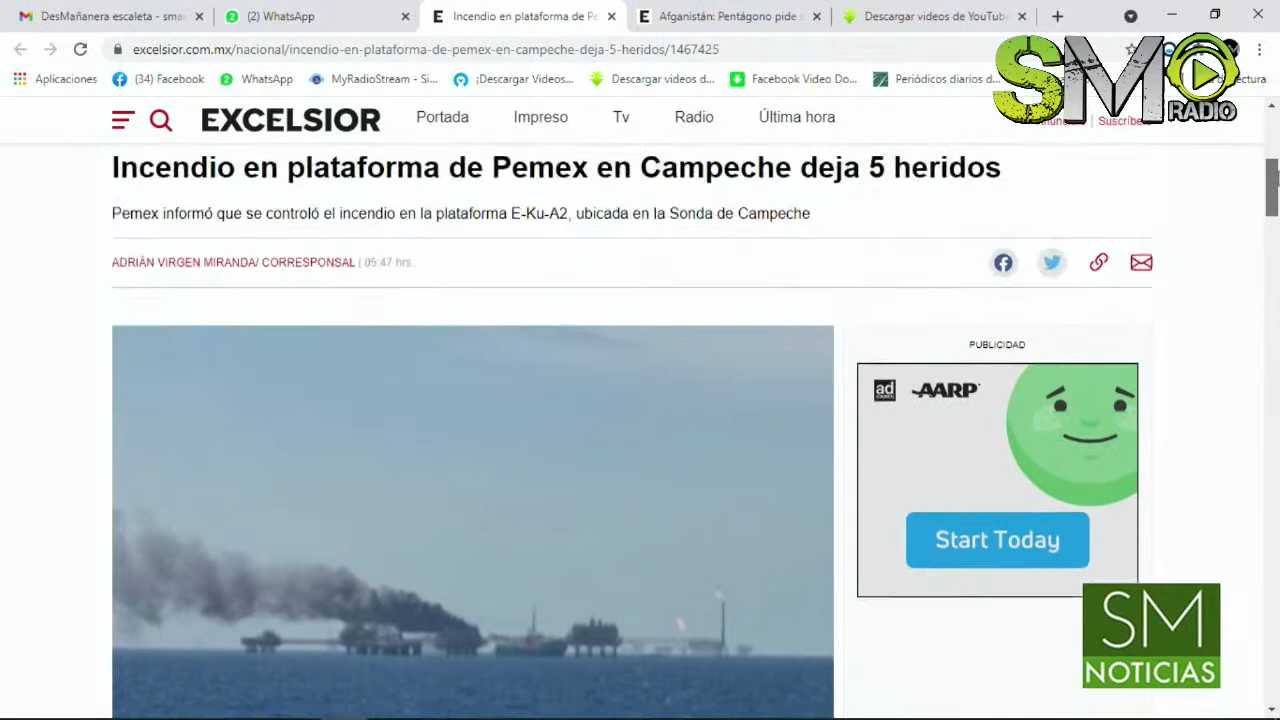 DesMañanera escaleta - sma
(2) WhatsApp
Incendio en plataforma de Pe
Afganistán: Pentágono pide s
Descargar videos de YouTube
excelsior.com.mx/nacional/incendio-en-plataforma-de-pemex-en-campeche-deja-5-heridos/1467425
Aplicaciones
(34) Facebook
WhatsApp
MyRadioStream - Si...
¡Descargar Videos...
Descargar videos d...
Facebook Video Do...
Periódicos diarios d...
SM
RADIO
EXCELSIOR
Portada
Impreso
Tv
Radio
Última hora
Suscríbete
Incendio en plataforma de Pemex en Campeche deja 5 heridos
Pemex informó que se controló el incendio en la plataforma E-Ku-A2, ubicada en la Sonda de Campeche
ADRIÁN VIRGEN MIRANDA/ CORRESPONSAL | 05:47 hrs.
PUBLICIDAD
ad
AARP
Start Today
SM
NOTICIAS